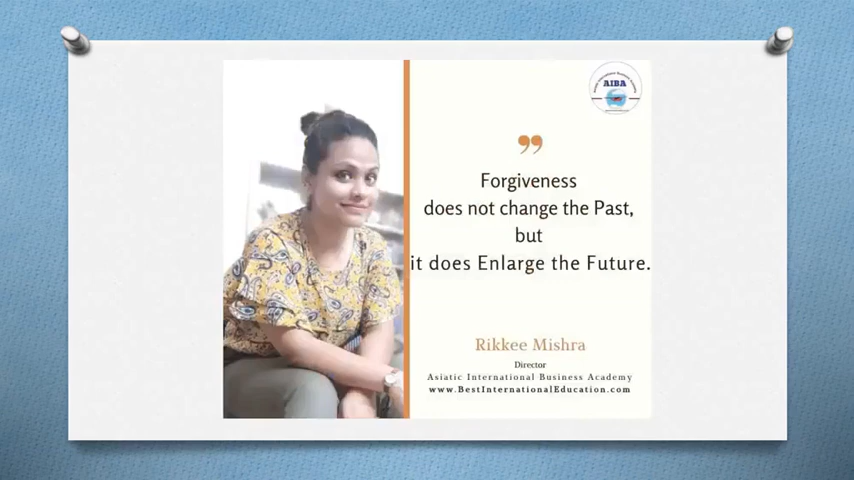 AIBA
”
Forgiveness
does not change the Past,
but
it does Enlarge the Future.
Rikkee Mishra
Director
Asiatic International Business Academy
www.BestInternationalEducation.com